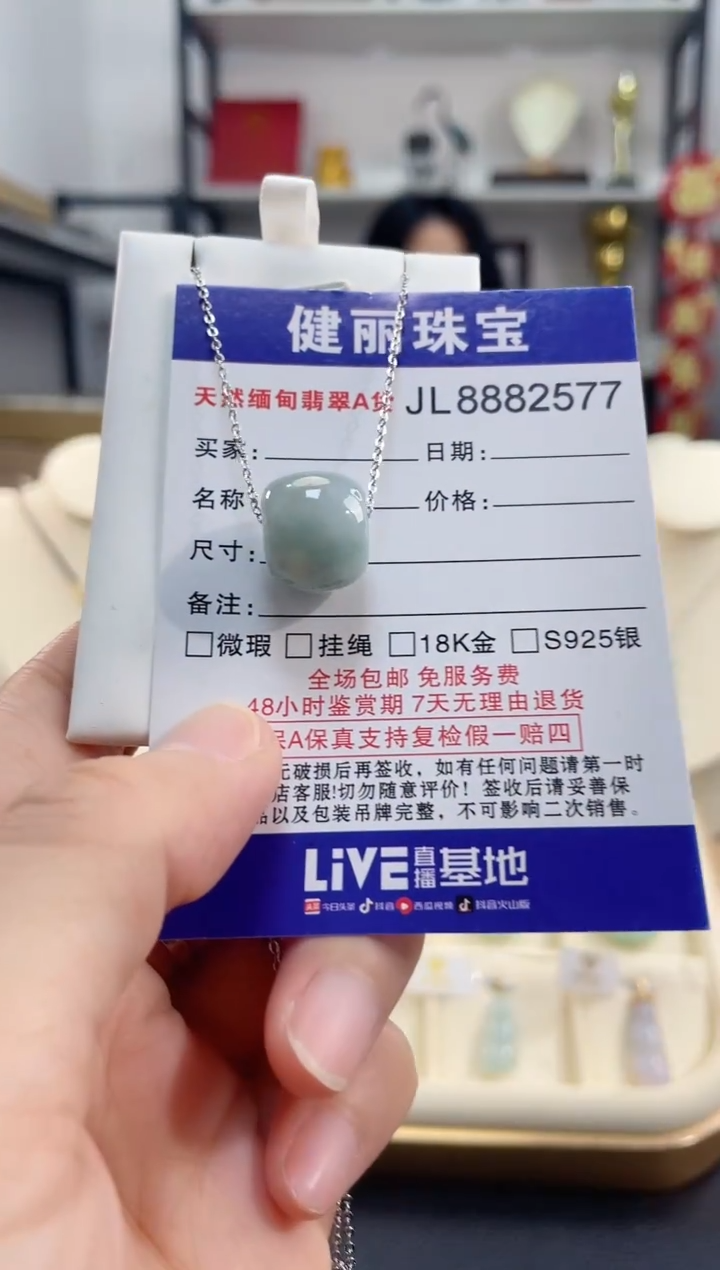 健丽珠宝
天然缅甸翡翠A货 JL8882577
买家: 日期:
名称 价格:
尺寸:
备注:
□微瑕 □挂绳 □18K金 □S925银
全场包邮 免服务费
48小时鉴赏期 7天无理由退货
A保真支持复检假一赔四
无破损后再签收，如有任何问题请第一时
店客服!切勿随意评价! 签收后请妥善保
以及包装吊牌完整，不可影响二次销售。
LiVE直播基地
头条 今日头条 抖音 西瓜视频 抖音火山版